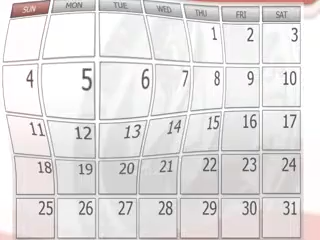 SUN MON TUE WED THU FRI SAT
1 2 3
4 5 6 7 8 9 10
11 12 13 14 15 16 17
18 19 20 21 22 23 24
25 26 27 28 29 30 31